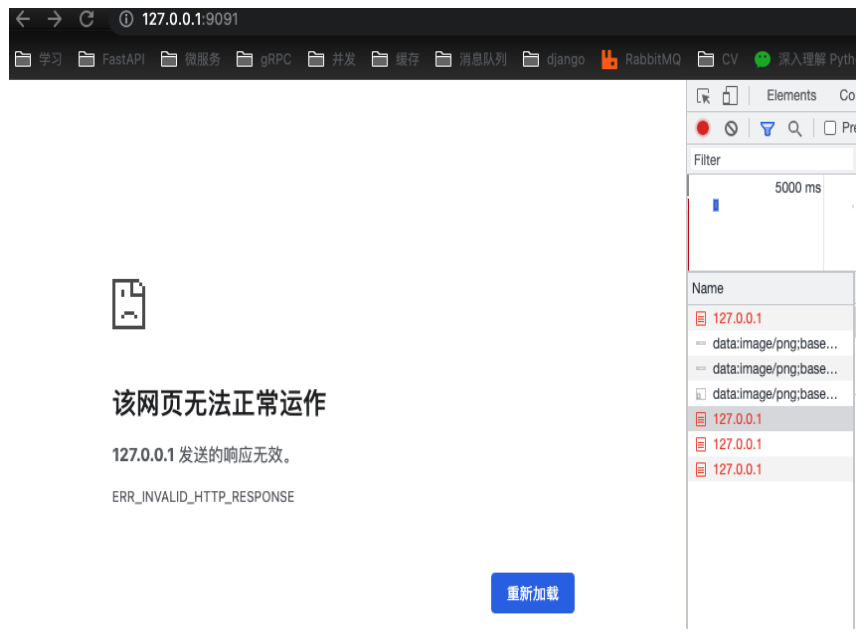 127.0.0.1:9091
学习 FastAPI 微服务 gRPC 并发 缓存 消息队列 django RabbitMQ CV 深入理解 Pyth
Elements Co
Pre
Filter
5000 ms
Name
127.0.0.1
data:image/png;base...
data:image/png;base...
data:image/png;base...
127.0.0.1
127.0.0.1
127.0.0.1
该网页无法正常运作
127.0.0.1 发送的响应无效。
ERR_INVALID_HTTP_RESPONSE
重新加载